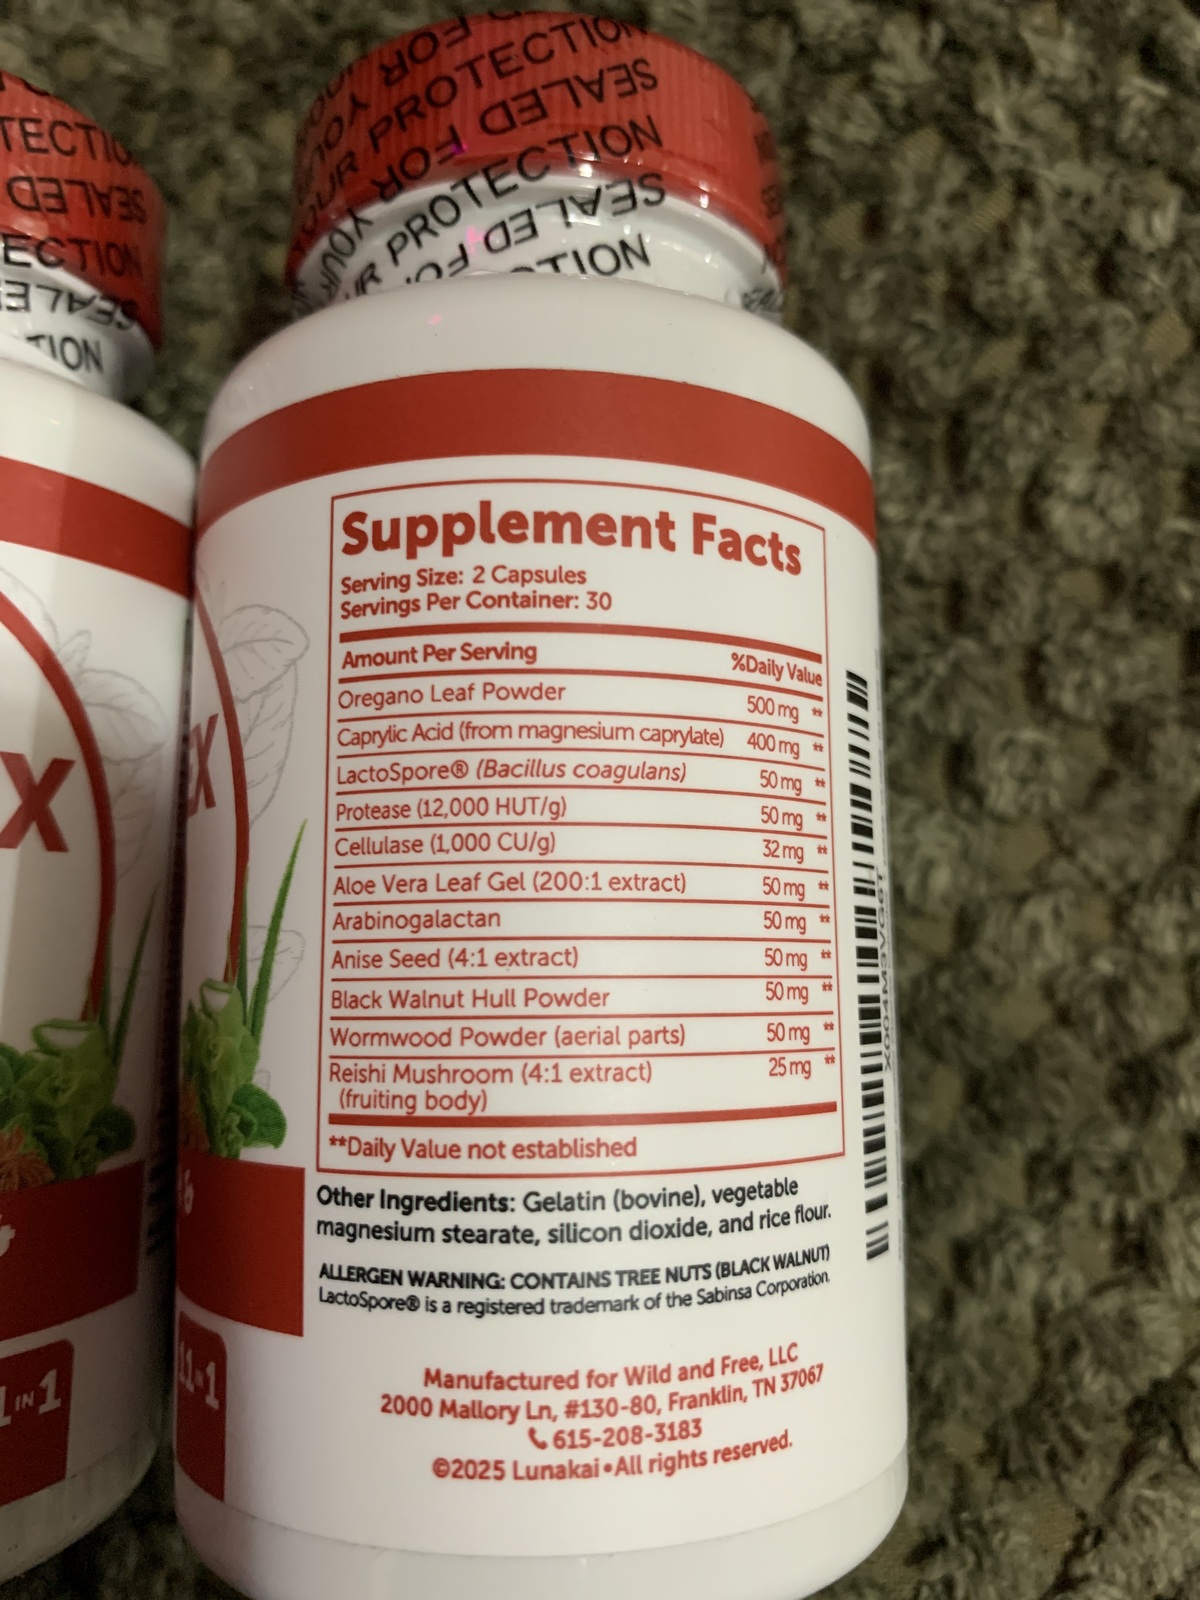 YOUR PROTECTION
SEALED FOR YOUR PROTECTION
SEALED FOR
TECTION
SEALED
ECTION
SEALED
TION
X
Supplement Facts
Serving Size: 2 Capsules
Servings Per Container: 30
Amount Per Serving %Daily Value
Oregano Leaf Powder 500 mg **
Caprylic Acid (from magnesium caprylate) 400 mg **
LactoSpore® (Bacillus coagulans) 50 mg **
Protease (12,000 HUT/g) 50 mg **
Cellulase (1,000 CU/g) 32 mg **
Aloe Vera Leaf Gel (200:1 extract) 50 mg **
Arabinogalactan 50 mg **
Anise Seed (4:1 extract) 50 mg **
Black Walnut Hull Powder 50 mg **
Wormwood Powder (aerial parts) 50 mg **
Reishi Mushroom (4:1 extract) 25 mg **
(fruiting body)
**Daily Value not established
Other Ingredients: Gelatin (bovine), vegetable
magnesium stearate, silicon dioxide, and rice flour.
ALLERGEN WARNING: CONTAINS TREE NUTS (BLACK WALNUT)
LactoSpore® is a registered trademark of the Sabinsa Corporation.
Manufactured for Wild and Free, LLC
2000 Mallory Ln, #130-80, Franklin, TN 37067
615-208-3183
©2025 Lunakai•All rights reserved.
X004M3VG6T